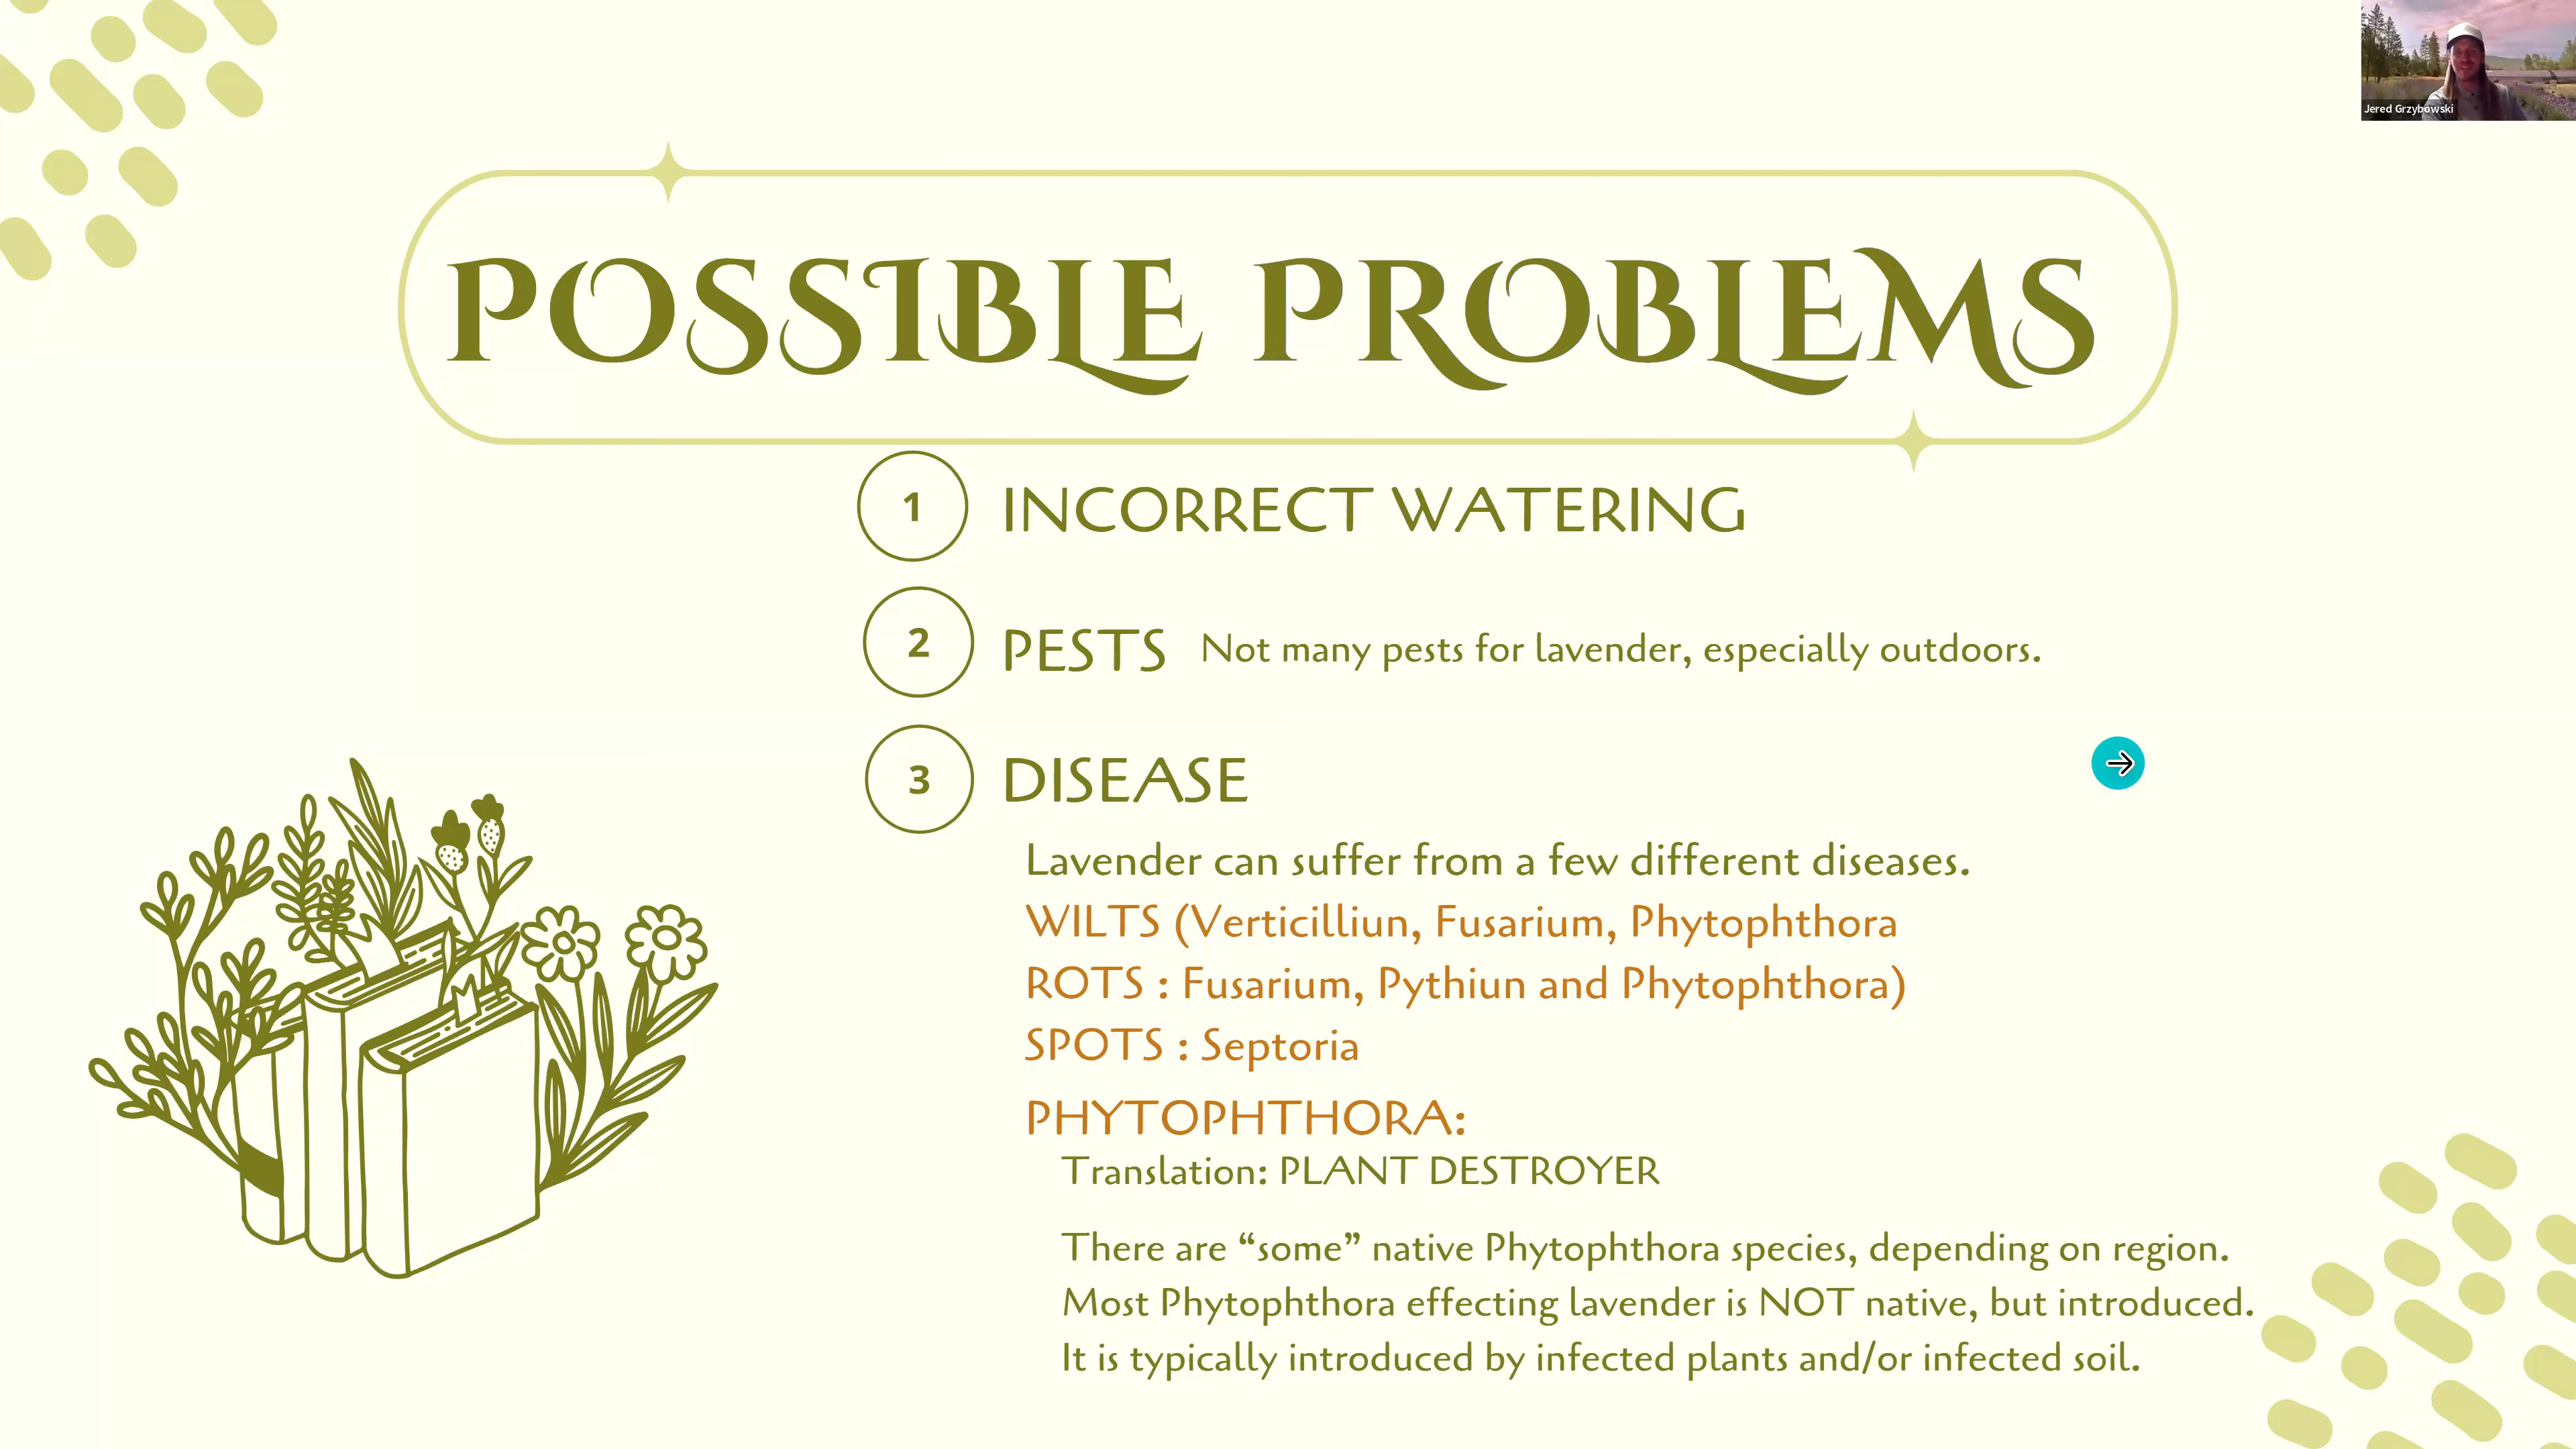 Jered Grzybowski
POSSIBLE PROBLEMS
1 INCORRECT WATERING
2 PESTS Not many pests for lavender, especially outdoors.
3 DISEASE
Lavender can suffer from a few different diseases.
WILTS (Verticilliun, Fusarium, Phytophthora
ROTS : Fusarium, Pythiun and Phytophthora)
SPOTS : Septoria
PHYTOPHTHORA:
Translation: PLANT DESTROYER
There are “some” native Phytophthora species, depending on region.
Most Phytophthora effecting lavender is NOT native, but introduced.
It is typically introduced by infected plants and/or infected soil.